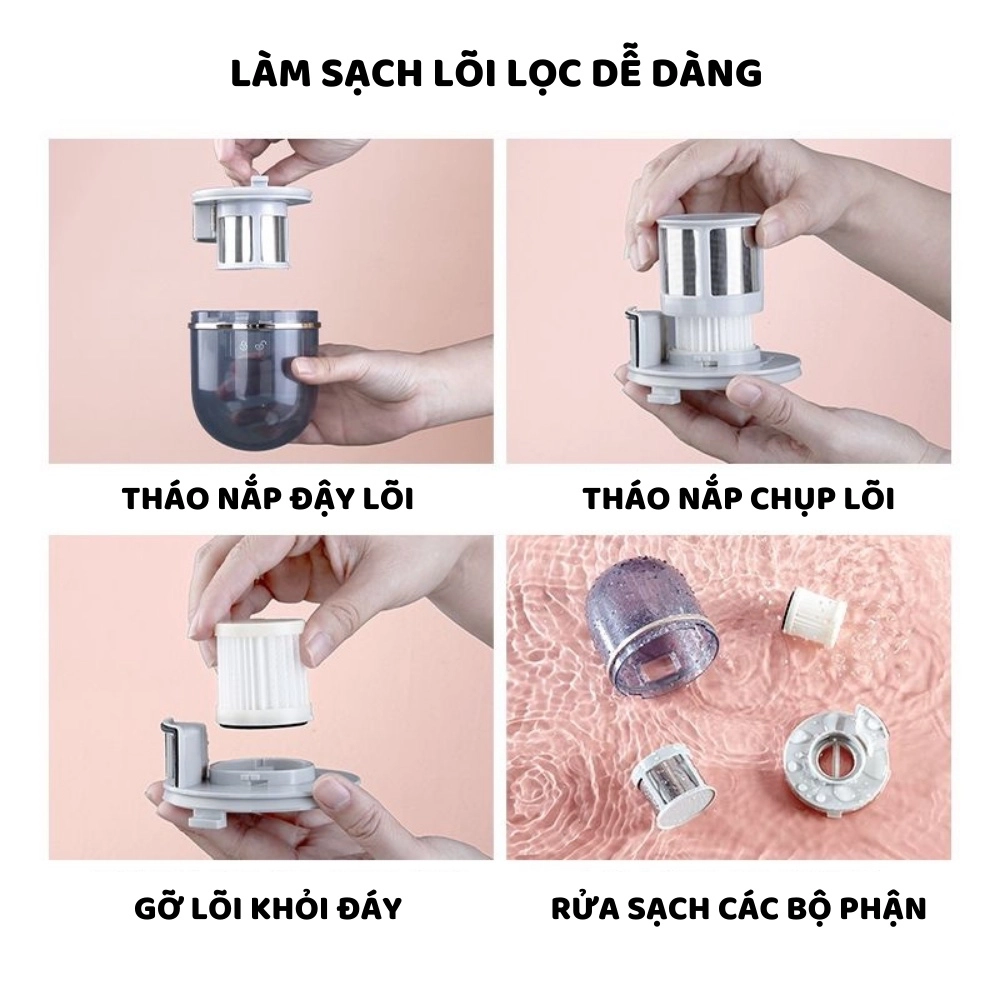 LÀM SẠCH LÕI LỌC DỄ DÀNG
THÁO NẮP ĐẬY LÕI
THÁO NẮP CHỤP LÕI
GỠ LÕI KHỎI ĐÁY
RỬA SẠCH CÁC BỘ PHẬN